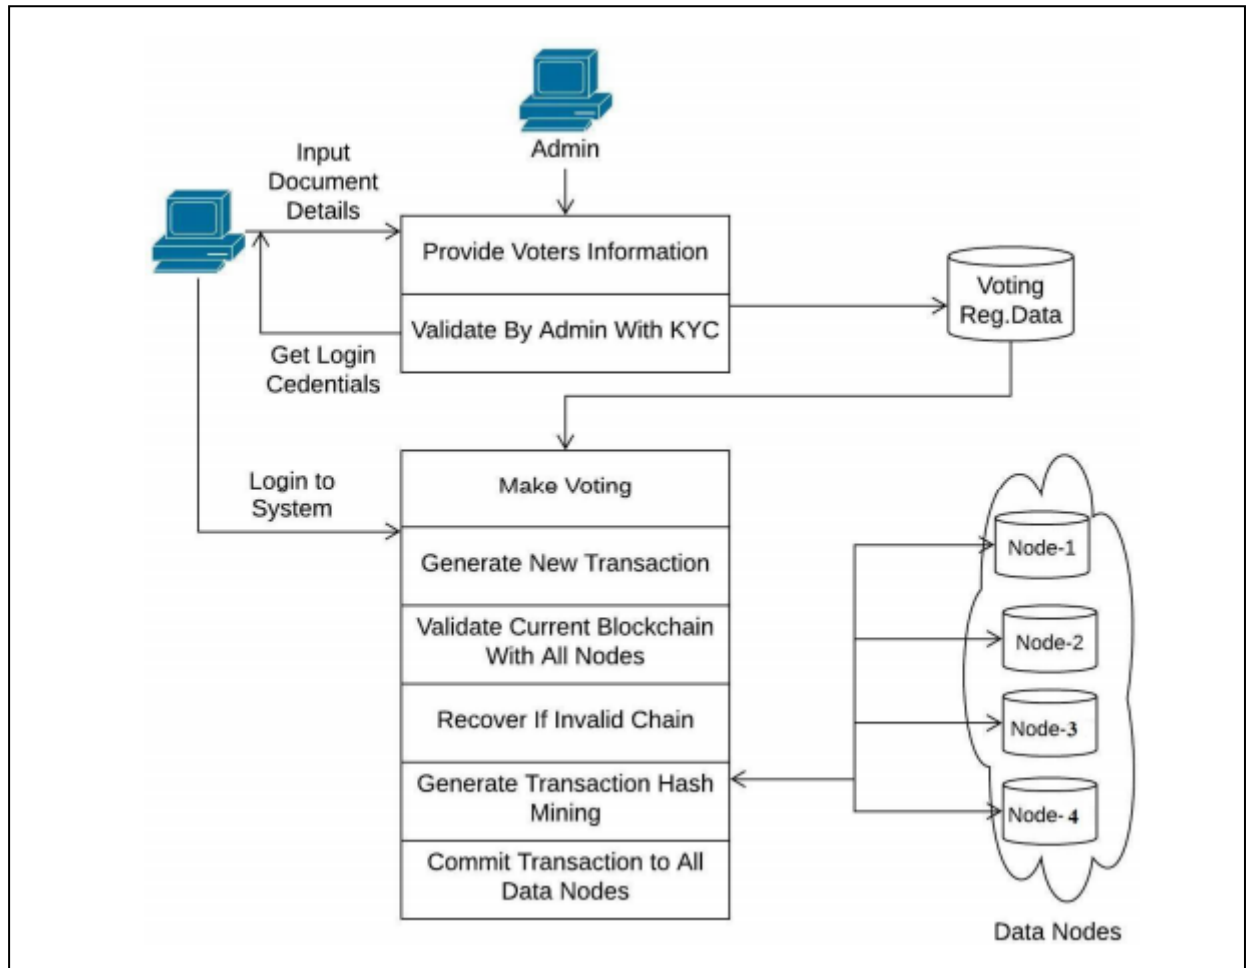 Admin
Input
Document
Details
Provide Voters Information
Validate By Admin With KYC
Voting
Reg.Data
Get Login
Cedentials
Login to
System
Make Voting
Generate New Transaction
Validate Current Blockchain
With All Nodes
Recover If Invalid Chain
Generate Transaction Hash
Mining
Commit Transaction to All
Data Nodes
Node-1
Node-2
Node-3
Node-4
Data Nodes